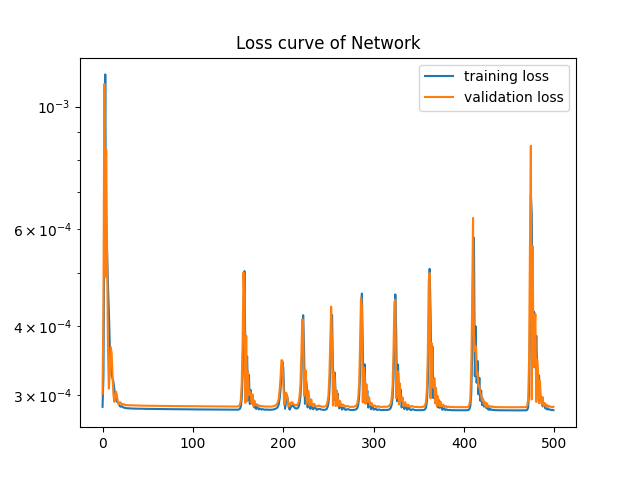 Loss curve of Network
training loss
validation loss
10⁻³
6 × 10⁻⁴
4 × 10⁻⁴
3 × 10⁻⁴
0 100 200 300 400 500